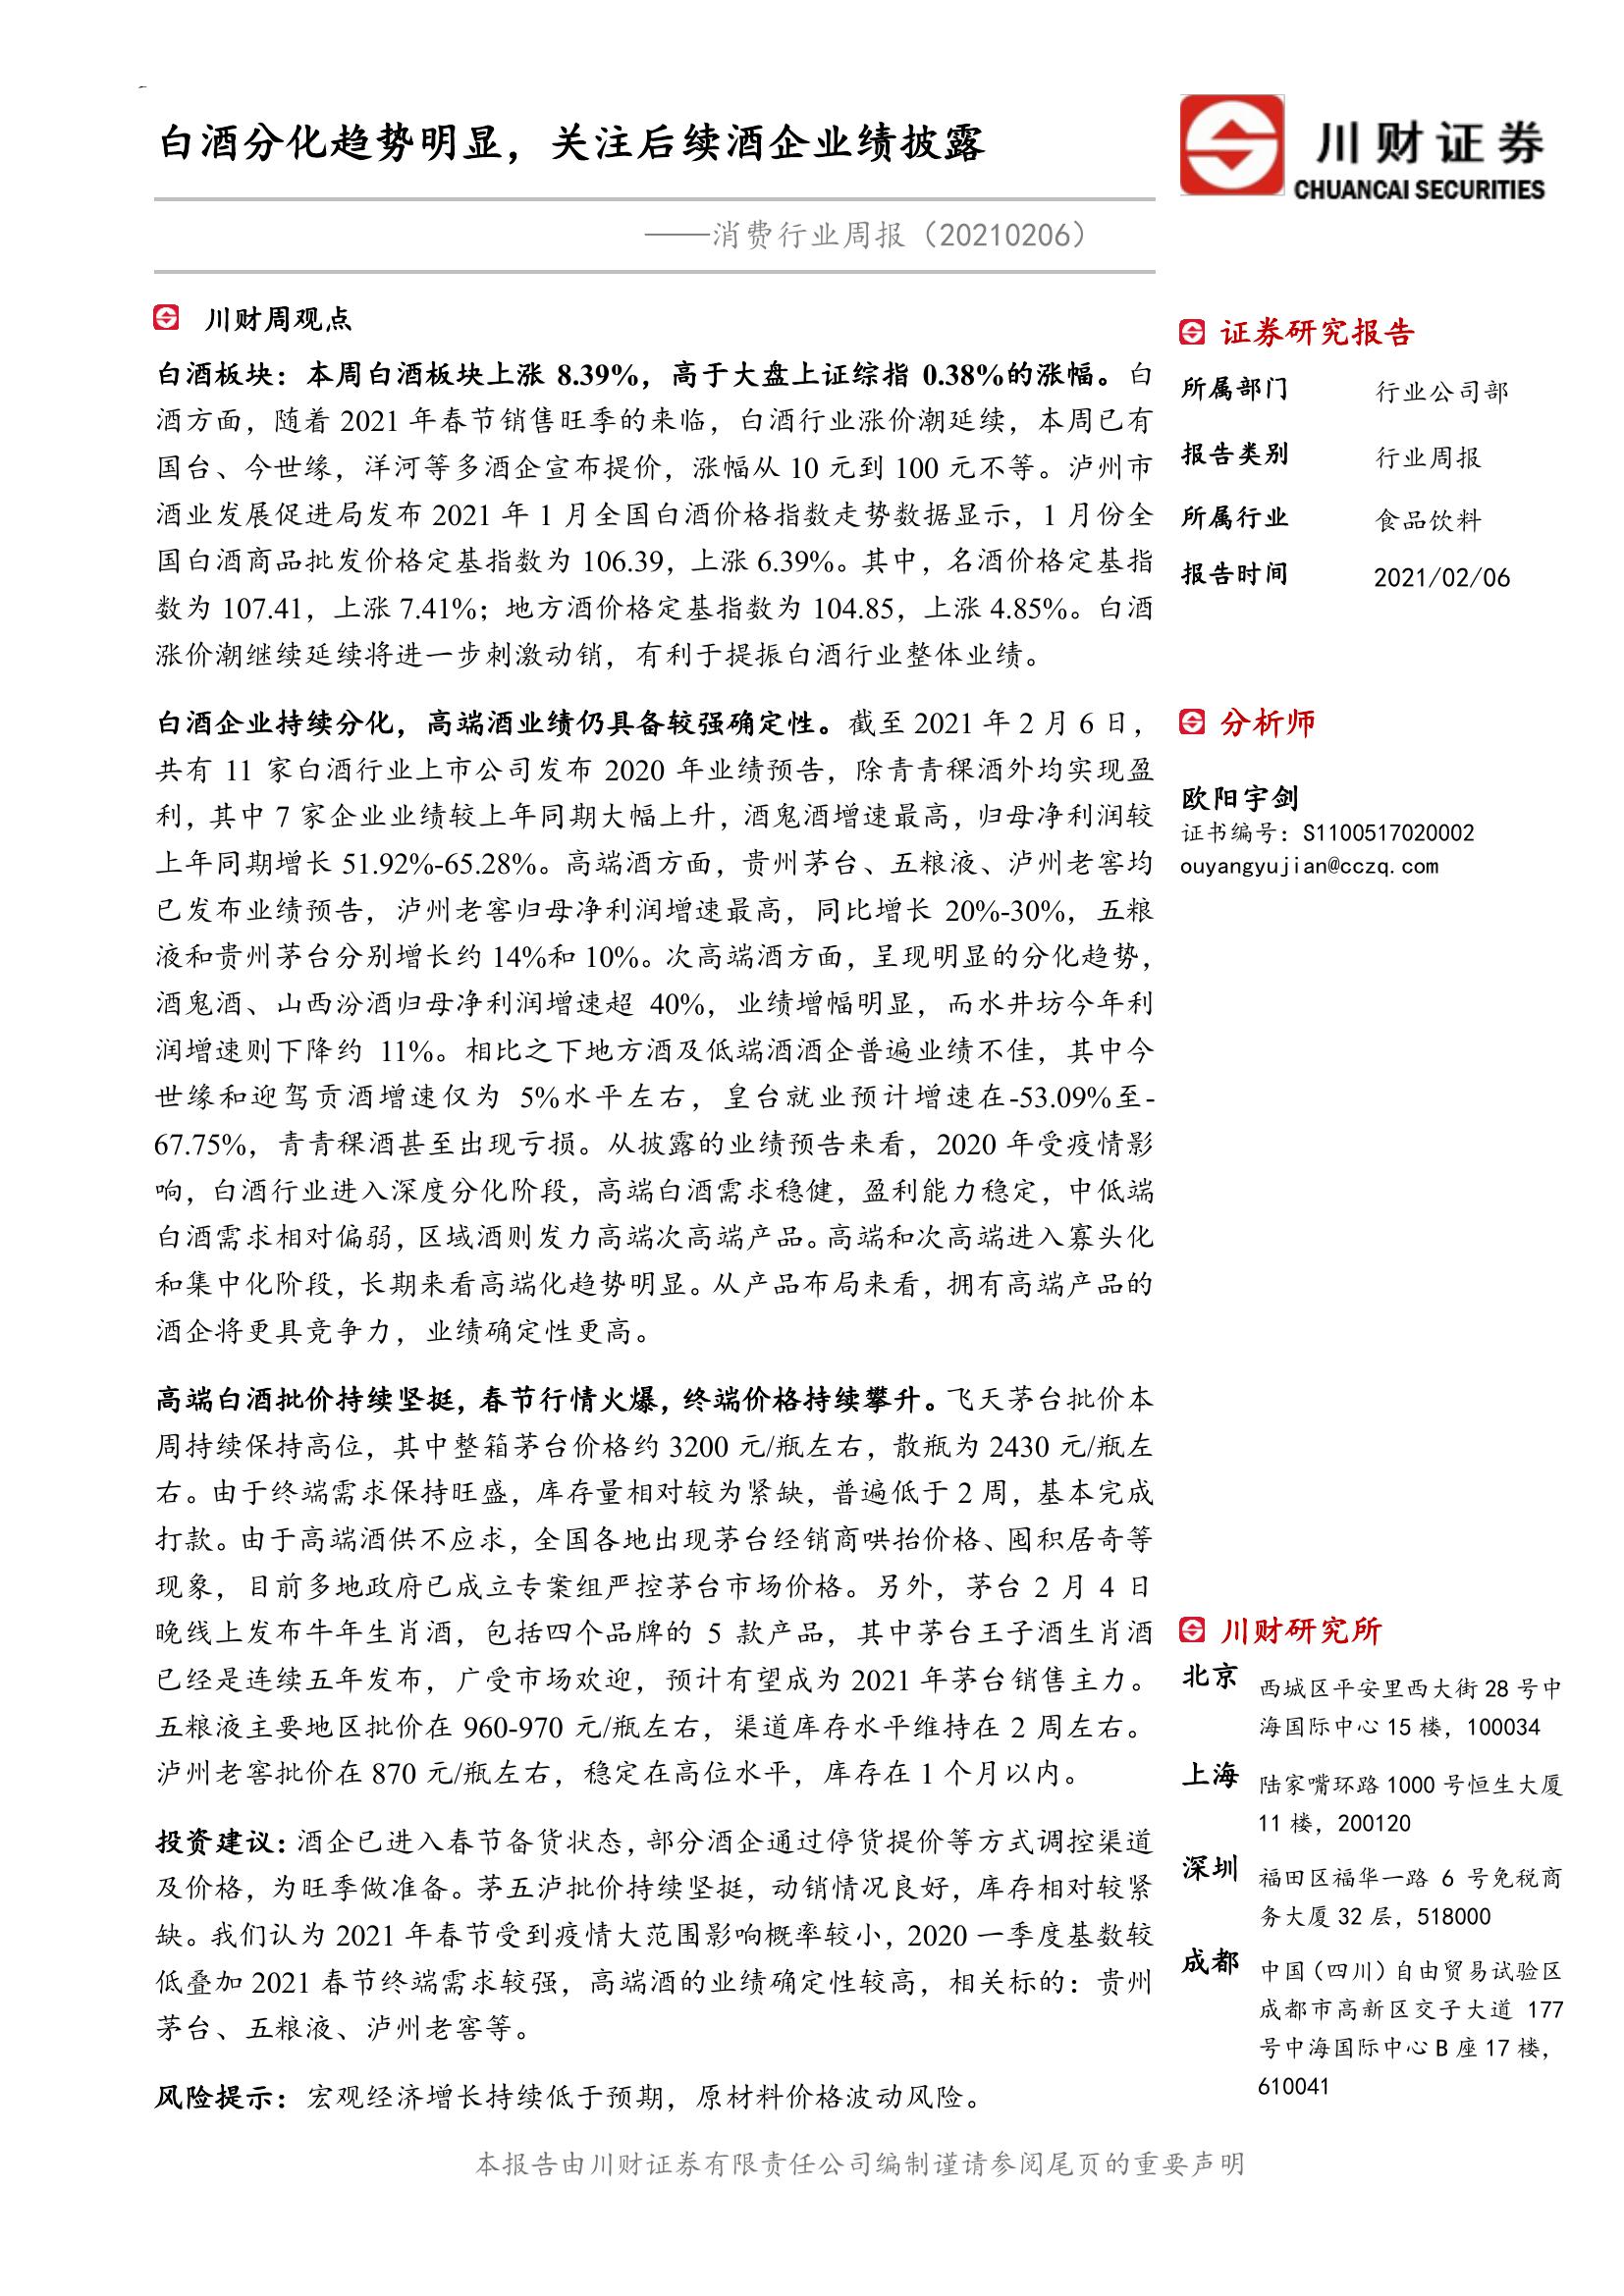 白酒分化趋势明显，关注后续酒企业绩披露
——消费行业周报（20210206）
川财证券
CHUANCAI SECURITIES
川财周观点
白酒板块：本周白酒板块上涨 8.39%，高于大盘上证综指 0.38%的涨幅。白
酒方面，随着 2021 年春节销售旺季的来临，白酒行业涨价潮延续，本周已有
国台、今世缘，洋河等多酒企宣布提价，涨幅从 10 元到 100 元不等。泸州市
酒业发展促进局发布 2021 年 1 月全国白酒价格指数走势数据显示，1 月份全
国白酒商品批发价格定基指数为 106.39，上涨 6.39%。其中，名酒价格定基指
数为 107.41，上涨 7.41%；地方酒价格定基指数为 104.85，上涨 4.85%。白酒
涨价潮继续延续将进一步刺激动销，有利于提振白酒行业整体业绩。
白酒企业持续分化，高端酒业绩仍具备较强确定性。截至 2021 年 2 月 6 日，
共有 11 家白酒行业上市公司发布 2020 年业绩预告，除青青稞酒外均实现盈
利，其中 7 家企业业绩较上年同期大幅上升，酒鬼酒增速最高，归母净利润较
上年同期增长 51.92%-65.28%。高端酒方面，贵州茅台、五粮液、泸州老窖均
已发布业绩预告，泸州老窖归母净利润增速最高，同比增长 20%-30%，五粮
液和贵州茅台分别增长约 14%和 10%。次高端酒方面，呈现明显的分化趋势，
酒鬼酒、山西汾酒归母净利润增速超 40%，业绩增幅明显，而水井坊今年利
润增速则下降约 11%。相比之下地方酒及低端酒酒企普遍业绩不佳，其中今
世缘和迎驾贡酒增速仅为 5%水平左右，皇台就业预计增速在-53.09%至-
67.75%，青青稞酒甚至出现亏损。从披露的业绩预告来看，2020 年受疫情影
响，白酒行业进入深度分化阶段，高端白酒需求稳健，盈利能力稳定，中低端
白酒需求相对偏弱，区域酒则发力高端次高端产品。高端和次高端进入寡头化
和集中化阶段，长期来看高端化趋势明显。从产品布局来看，拥有高端产品的
酒企将更具竞争力，业绩确定性更高。
高端白酒批价持续坚挺，春节行情火爆，终端价格持续攀升。飞天茅台批价本
周持续保持高位，其中整箱茅台价格约 3200 元/瓶左右，散瓶为 2430 元/瓶左
右。由于终端需求保持旺盛，库存量相对较为紧缺，普遍低于 2 周，基本完成
打款。由于高端酒供不应求，全国各地出现茅台经销商哄抬价格、囤积居奇等
现象，目前多地政府已成立专案组严控茅台市场价格。另外，茅台 2 月 4 日
晚线上发布牛年生肖酒，包括四个品牌的 5 款产品，其中茅台王子酒生肖酒
已经是连续五年发布，广受市场欢迎，预计有望成为 2021 年茅台销售主力。
五粮液主要地区批价在 960-970 元/瓶左右，渠道库存水平维持在 2 周左右。
泸州老窖批价在 870 元/瓶左右，稳定在高位水平，库存在 1 个月以内。
投资建议：酒企已进入春节备货状态，部分酒企通过停货提价等方式调控渠道
及价格，为旺季做准备。茅五泸批价持续坚挺，动销情况良好，库存相对较紧
缺。我们认为 2021 年春节受到疫情大范围影响概率较小，2020 一季度基数较
低叠加 2021 春节终端需求较强，高端酒的业绩确定性较高，相关标的：贵州
茅台、五粮液、泸州老窖等。
风险提示：宏观经济增长持续低于预期，原材料价格波动风险。
证券研究报告
所属部门 行业公司部
报告类别 行业周报
所属行业 食品饮料
报告时间 2021/02/06
分析师
欧阳宇剑
证书编号：S1100517020002
ouyangyujian@cczq.com
川财研究所
北京 西城区平安里西大街 28 号中
海国际中心 15 楼，100034
上海 陆家嘴环路 1000 号恒生大厦
11 楼，200120
深圳 福田区福华一路 6 号免税商
务大厦 32 层，518000
成都 中国（四川）自由贸易试验区
成都市高新区交子大道 177
号中海国际中心 B 座 17 楼，
610041
本报告由川财证券有限责任公司编制谨请参阅尾页的重要声明